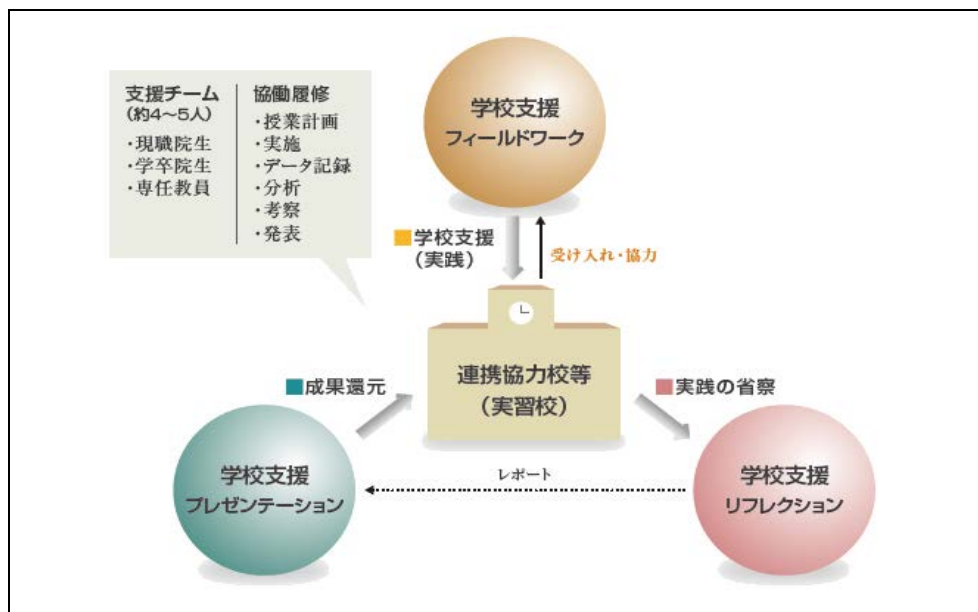 支援チーム
(約4~5人)
・現職院生
・学卒院生
・専任教員
協働履修
・授業計画
・実施
・データ記録
・分析
・考察
・発表
学校支援
フィールドワーク
■学校支援
(実践)
受け入れ・協力
連携協力校等
(実習校)
■成果還元
■実践の省察
学校支援
プレゼンテーション
レポート
学校支援
リフレクション